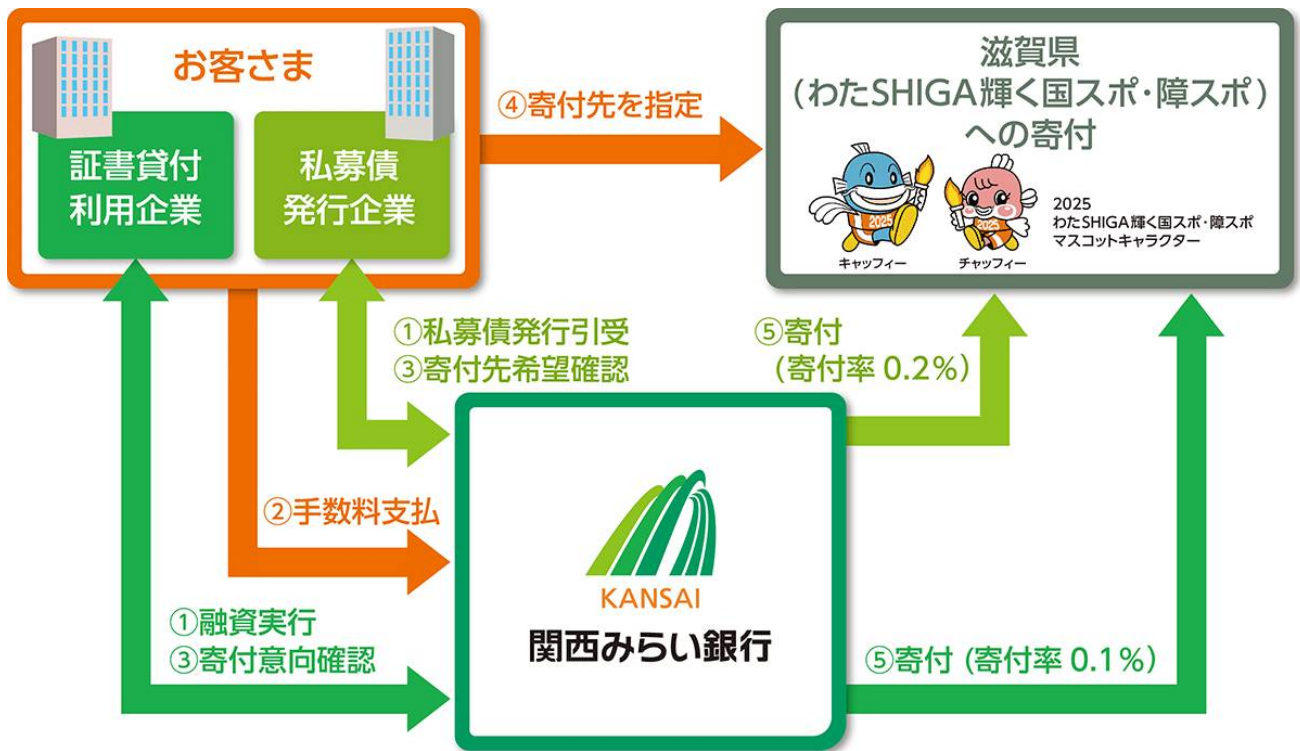 お客さま
証書貸付
利用企業
私募債
発行企業
④寄付先を指定
滋賀県
(わたSHIGA輝く国スポ・障スポ)
への寄付
2025
2025
キャッフィー
チャッフィー
2025
わたSHIGA輝く国スポ・障スポ
マスコットキャラクター
①私募債発行引受
③寄付先希望確認
⑤寄付
(寄付率 0.2%)
②手数料支払
KANSAI
関西みらい銀行
①融資実行
③寄付意向確認
⑤寄付 (寄付率 0.1%)